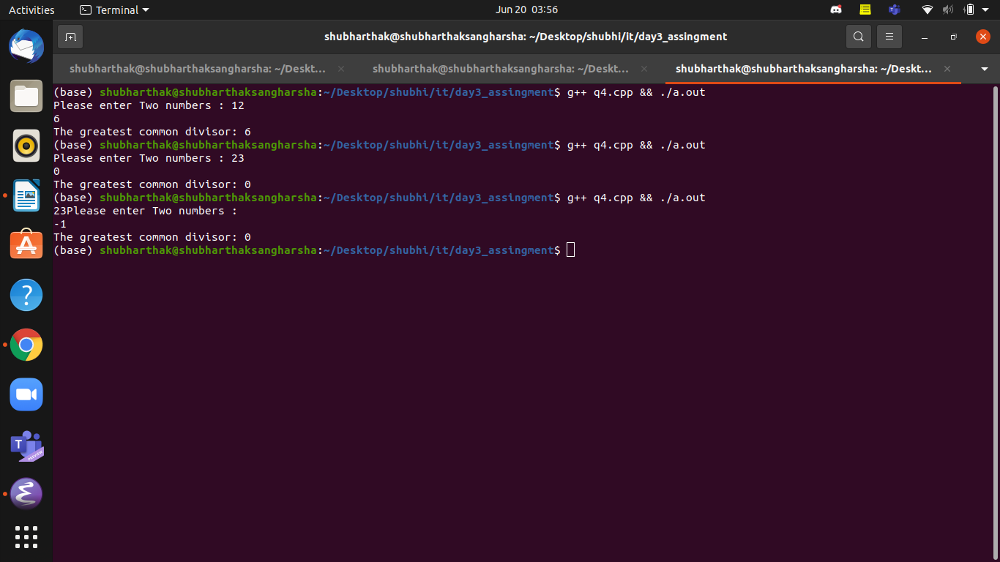 Activities
Terminal
Jun 20 03:56
shubharthak@shubharthaksangharsha: ~/Desktop/shubhi/it/day3_assingment
shubharthak@shubharthaksangharsha: ~/Deskt...
shubharthak@shubharthaksangharsha: ~/Deskt...
shubharthak@shubharthaksangharsha: ~/Deskt...
(base) shubharthak@shubharthaksangharsha:~/Desktop/shubhi/it/day3_assingment$ g++ q4.cpp && ./a.out
Please enter Two numbers : 12
6
The greatest common divisor: 6
(base) shubharthak@shubharthaksangharsha:~/Desktop/shubhi/it/day3_assingment$ g++ q4.cpp && ./a.out
Please enter Two numbers : 23
0
The greatest common divisor: 0
(base) shubharthak@shubharthaksangharsha:~/Desktop/shubhi/it/day3_assingment$ g++ q4.cpp && ./a.out
23Please enter Two numbers :
-1
The greatest common divisor: 0
(base) shubharthak@shubharthaksangharsha:~/Desktop/shubhi/it/day3_assingment$
T
PREVIEW